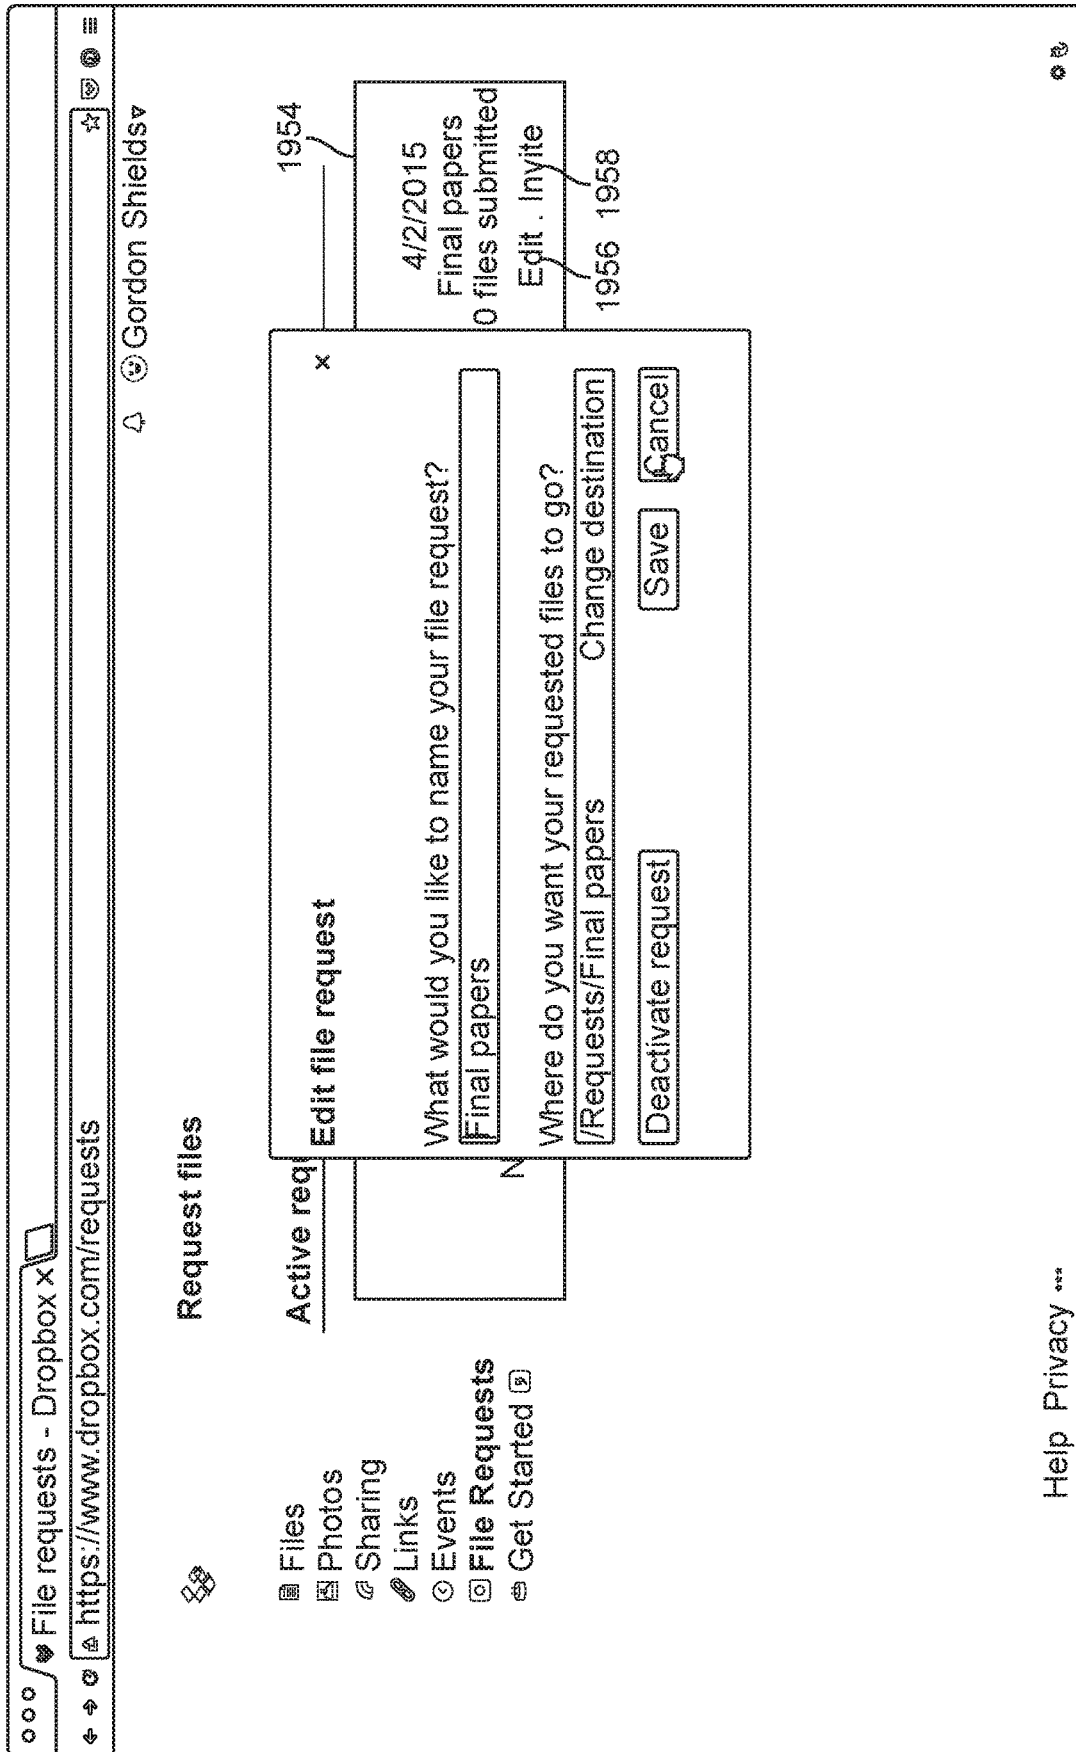 File requests - Dropbox x
https://www.dropbox.com/requests
Gordon Shields
Request files
Files
Photos
Sharing
Links
Events
File Requests
Get Started
Active req
1954
4/2/2015
Final papers
0 files submitted
Edit . Invite
1956 1958
N
Edit file request x
What would you like to name your file request?
Final papers
Where do you want your requested files to go?
/Requests/Final papers Change destination
Deactivate request Save Cancel
Help Privacy •••